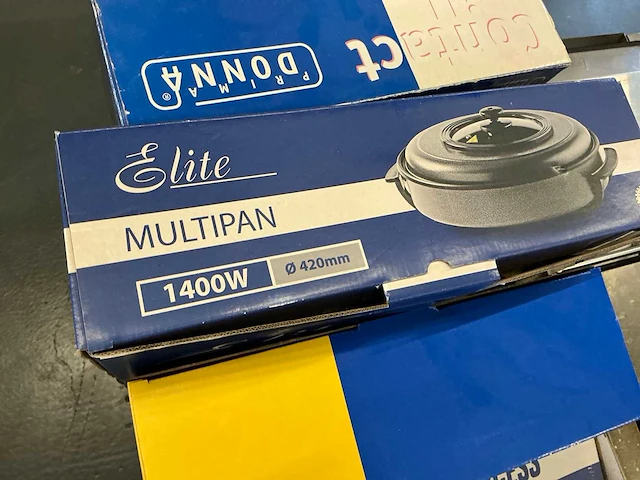 Contact
PRIMA
DONNA®
Elite
MULTIPAN
1400W Ø 420mm